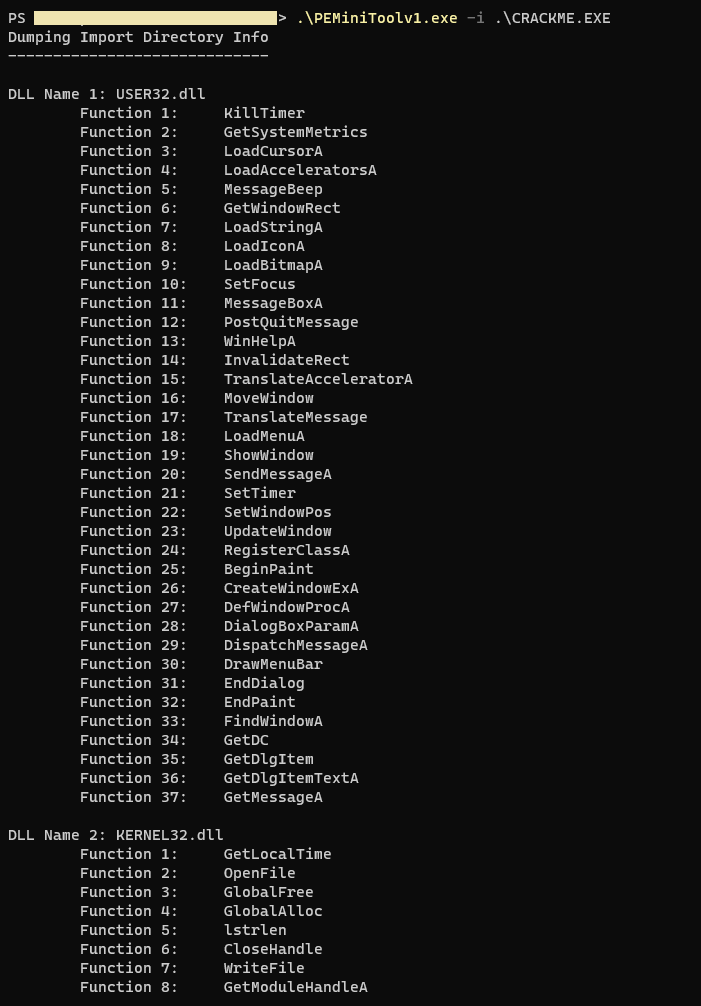 PS > .\PEMiniToolv1.exe -i .\CRACKME.EXE
Dumping Import Directory Info
-----------------------------
DLL Name 1: USER32.dll
Function 1: KillTimer
Function 2: GetSystemMetrics
Function 3: LoadCursorA
Function 4: LoadAcceleratorsA
Function 5: MessageBeep
Function 6: GetWindowRect
Function 7: LoadStringA
Function 8: LoadIconA
Function 9: LoadBitmapA
Function 10: SetFocus
Function 11: MessageBoxA
Function 12: PostQuitMessage
Function 13: WinHelpA
Function 14: InvalidateRect
Function 15: TranslateAcceleratorA
Function 16: MoveWindow
Function 17: TranslateMessage
Function 18: LoadMenuA
Function 19: ShowWindow
Function 20: SendMessageA
Function 21: SetTimer
Function 22: SetWindowPos
Function 23: UpdateWindow
Function 24: RegisterClassA
Function 25: BeginPaint
Function 26: CreateWindowExA
Function 27: DefWindowProcA
Function 28: DialogBoxParamA
Function 29: DispatchMessageA
Function 30: DrawMenuBar
Function 31: EndDialog
Function 32: EndPaint
Function 33: FindWindowA
Function 34: GetDC
Function 35: GetDlgItem
Function 36: GetDlgItemTextA
Function 37: GetMessageA
DLL Name 2: KERNEL32.dll
Function 1: GetLocalTime
Function 2: OpenFile
Function 3: GlobalFree
Function 4: GlobalAlloc
Function 5: lstrlen
Function 6: CloseHandle
Function 7: WriteFile
Function 8: GetModuleHandleA